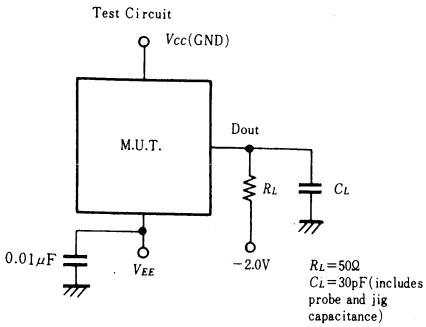 Test Circuit
Vcc(GND)
M.U.T.
Dout
RL
CL
0.01μF
VEE
−2.0V
RL=50Ω
CL=30pF(includes
probe and jig
capacitance)